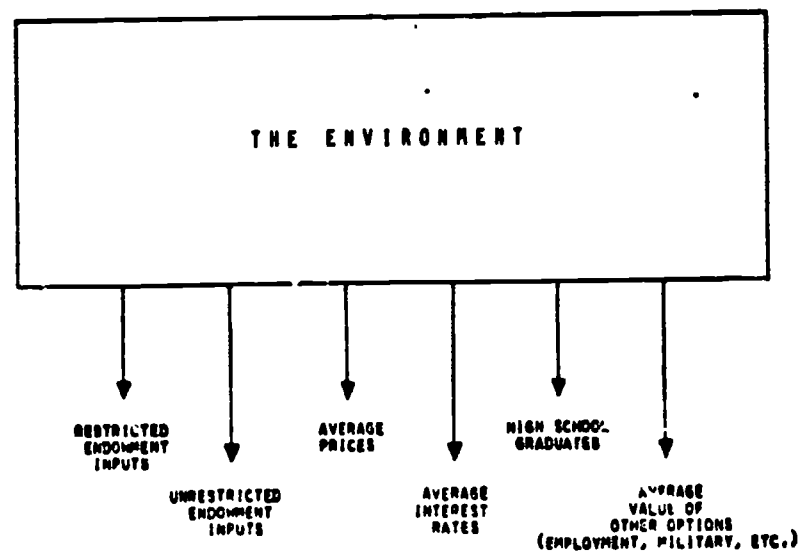 THE ENVIRONMENT
RESTRICTED
ENDOWMENT
INPUTS
UNRESTRICTED
ENDOWMENT
INPUTS
AVERAGE
PRICES
AVERAGE
INTEREST
RATES
HIGH SCHOOL
GRADUATES
AVERAGE
VALUE OF
OTHER OPTIONS
(EMPLOYMENT, MILITARY, ETC.)